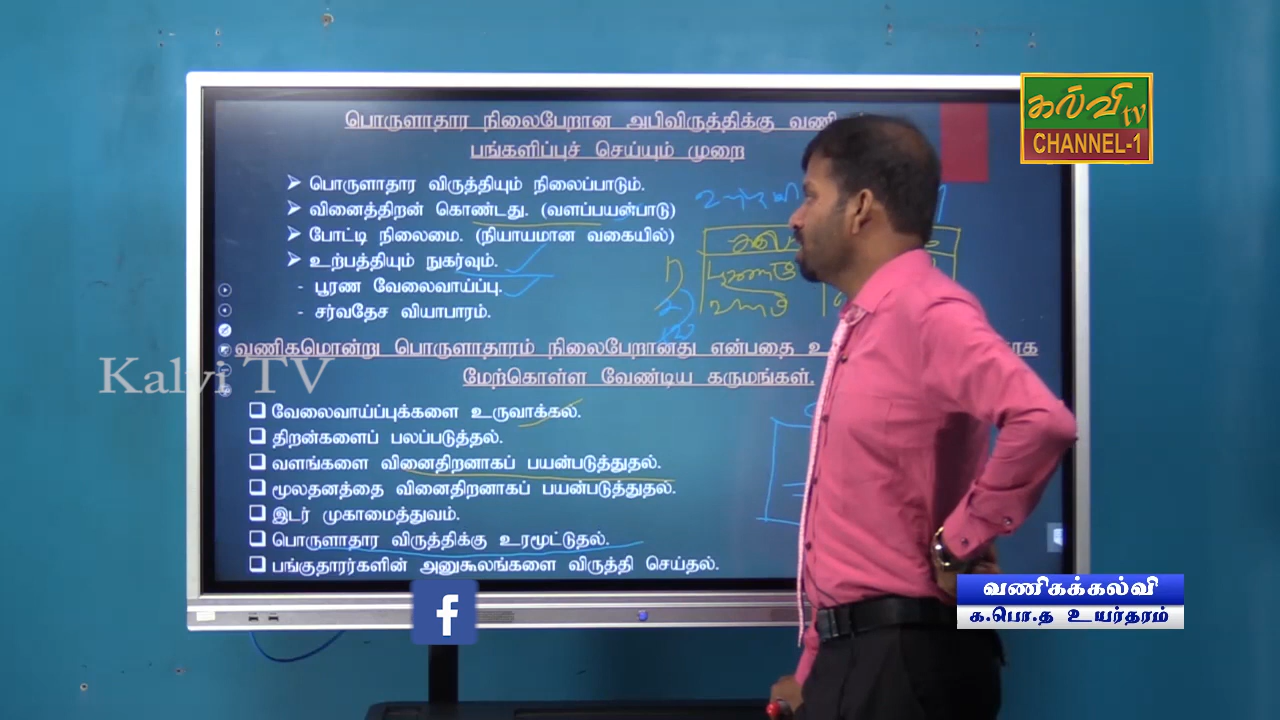 பொருளாதார நிலைபேறான அபிவிருத்திக்கு
பங்களிப்புச் செய்யும் முறை
➤ பொருளாதார விருத்தியும் நிலைப்பாடும்.
➤ வினைத்திறன் கொண்டது. (வளப்பயன்பாடு)
➤ போட்டி நிலைமை. (நியாயமான வகையில்)
➤ உற்பத்தியும் நுகர்வும்.
- பூரண வேலைவாய்ப்பு.
- சர்வதேச வியாபாரம்.
வணிகமொன்று பொருளாதாரம் நிலைபேறானது என்பதை
மேற்கொள்ள வேண்டிய கருமங்கள்.
❑ வேலைவாய்ப்புக்களை உருவாக்கல்.
❑ திறன்களைப் பலப்படுத்தல்.
❑ வளங்களை வினைதிறனாகப் பயன்படுத்துதல்.
❑ மூலதனத்தை வினைதிறனாகப் பயன்படுத்துதல்.
❑ இடர் முகாமைத்துவம்.
❑ பொருளாதார விருத்திக்கு உரமூட்டுதல்.
❑ பங்குதாரர்களின் அனுகூலங்களை விருத்தி செய்தல்.
கல்வி tv
CHANNEL-1
Kalvi TV
f
வணிகக்கல்வி
க.பொ.த உயர்தரம்